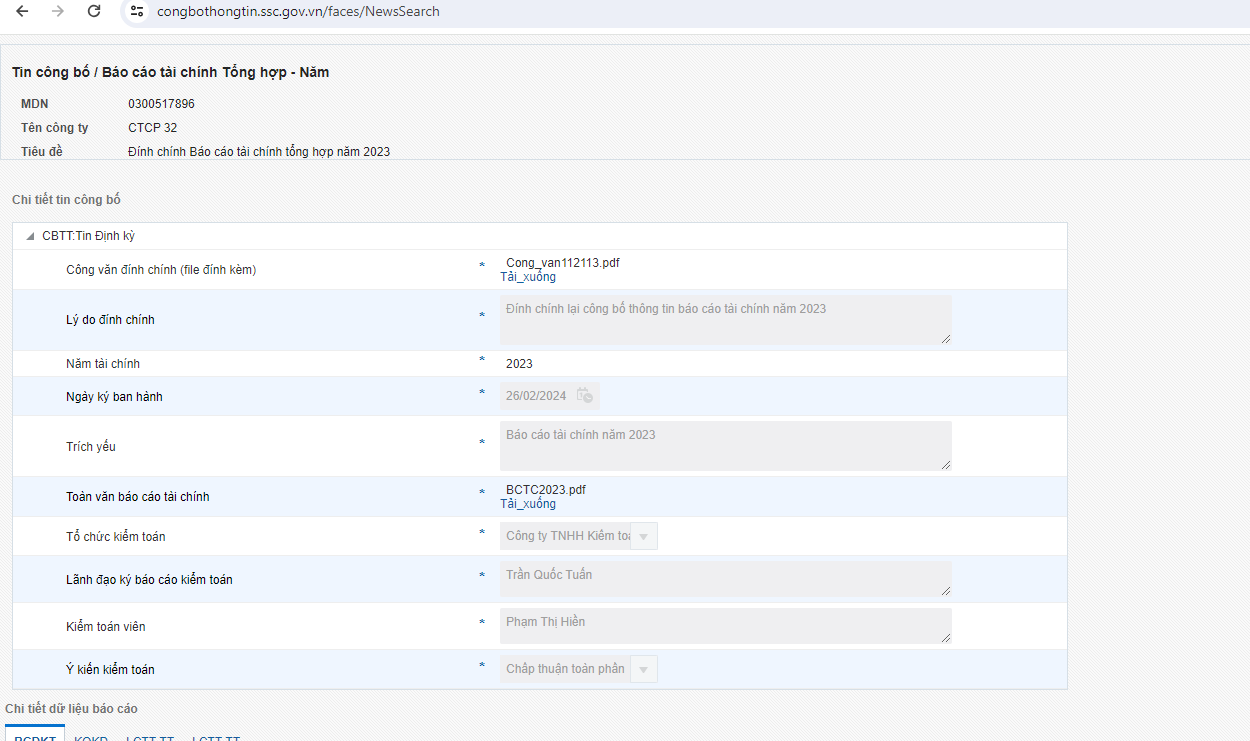 congbothongtin.ssc.gov.vn/faces/NewsSearch
Tin công bố / Báo cáo tài chính Tổng hợp - Năm
MDN 0300517896
Tên công ty CTCP 32
Tiêu đề Đính chính Báo cáo tài chính tổng hợp năm 2023
Chi tiết tin công bố
CBTT:Tin Định kỳ
Công văn đính chính (file đính kèm) * Cong_van112113.pdf
Tải_xuống
Lý do đính chính * Đính chính lại công bố thông tin báo cáo tài chính năm 2023
Năm tài chính * 2023
Ngày ký ban hành * 26/02/2024
Trích yếu * Báo cáo tài chính năm 2023
Toàn văn báo cáo tài chính * BCTC2023.pdf
Tải_xuống
Tổ chức kiểm toán * Công ty TNHH Kiểm toá
Lãnh đạo ký báo cáo kiểm toán * Trần Quốc Tuấn
Kiểm toán viên * Phạm Thị Hiền
Ý kiến kiểm toán * Chấp thuận toàn phần
Chi tiết dữ liệu báo cáo
BCDKT KQKD LCTT-TT LCTT-TT